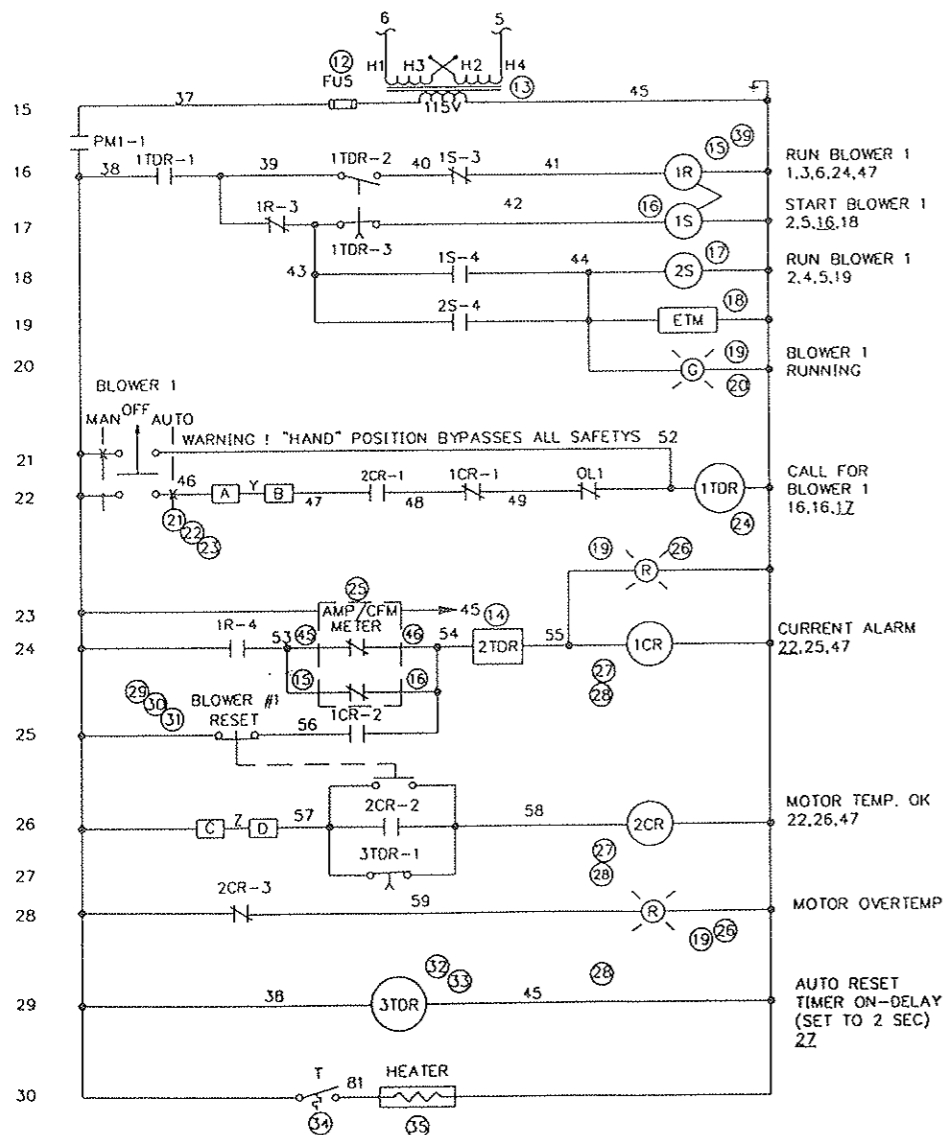 6 5
H1 H3 H2 H4
12 13
FU5
115V
15 37 45
PM1-1
1TDR-1 1TDR-2 1S-3 15 39
16 38 39 40 41 1R RUN BLOWER 1
1,3,6,24,47
1R-3 42 16 1S START BLOWER 1
17 1TDR-3 2,5,16,18
43 1S-4 44 17
18 2S RUN BLOWER 1
2,4,5,19
2S-4 18
19 ETM
19
20 G BLOWER 1
RUNNING
20
BLOWER 1
MAN OFF AUTO
WARNING ! "HAND" POSITION BYPASSES ALL SAFETYS 52
21
46 Y 2CR-1 1CR-1 OL1
22 A B 47 48 49 1TDR CALL FOR
BLOWER 1
16,16,17
21 22 23 24
19 R 26
25
23 AMP/CFM
METER 45 14
1R-4 53 45 46 54 55
24 2TDR 1CR CURRENT ALARM
22,25,47
15 16 27
28
29 30 31 BLOWER #1
RESET 1CR-2
25 56
2CR-2
26 C Z D 57 58 2CR MOTOR TEMP. OK
22,26,47
3TDR-1 27
27 28
2CR-3 59
28 R MOTOR OVERTEMP
19 26
32 33 28
29 38 3TDR 45 AUTO RESET
TIMER ON-DELAY
(SET TO 2 SEC)
27
T 81 HEATER
30
34 35